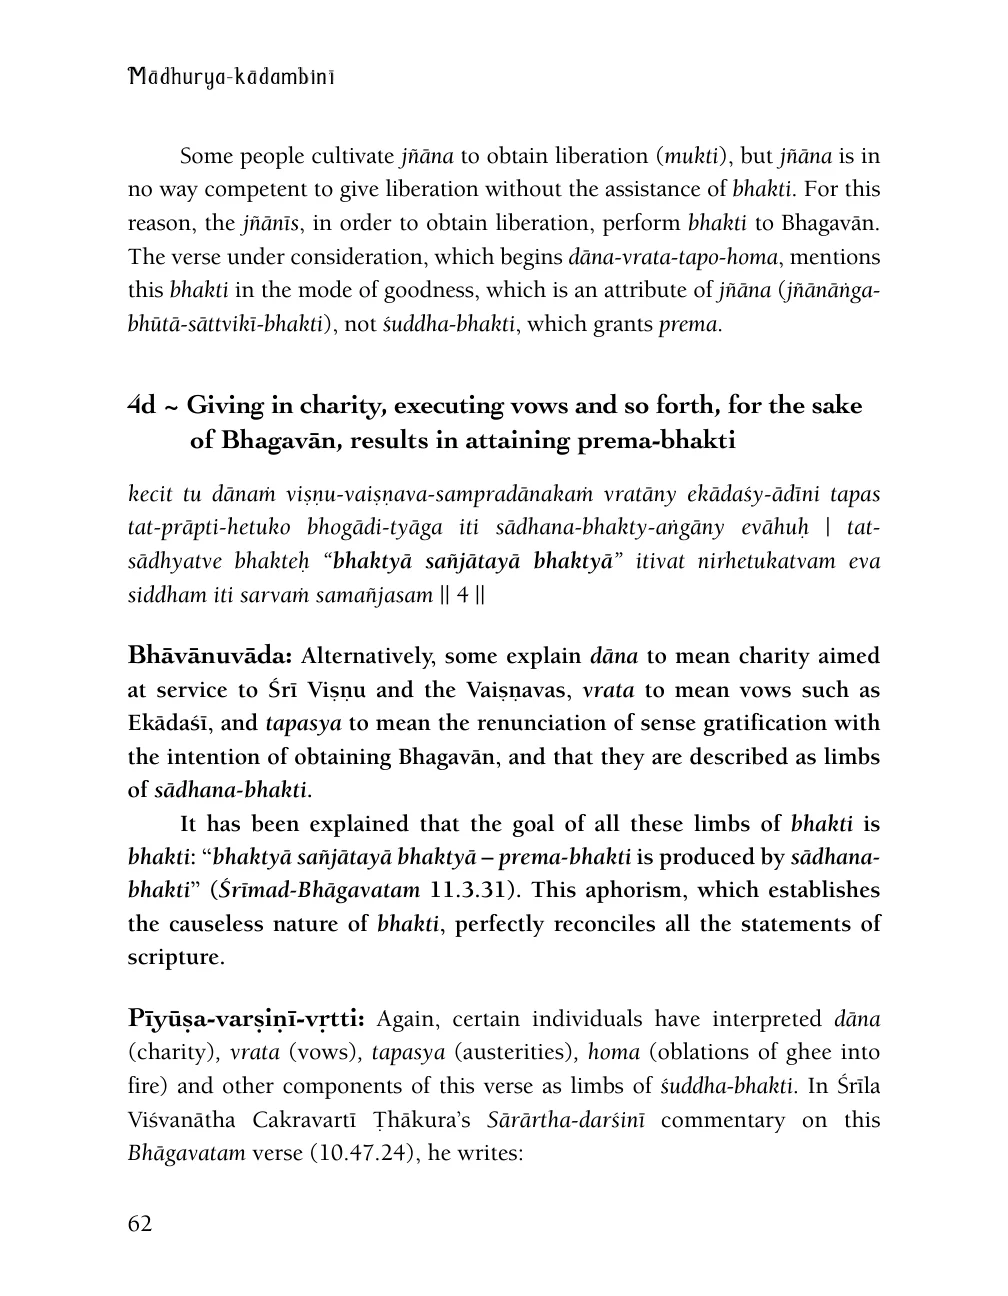 Mādhurya-kādambinī
Some people cultivate jñāna to obtain liberation (mukti), but jñāna is in
no way competent to give liberation without the assistance of bhakti. For this
reason, the jñānīs, in order to obtain liberation, perform bhakti to Bhagavān.
The verse under consideration, which begins dāna-vrata-tapo-homa, mentions
this bhakti in the mode of goodness, which is an attribute of jñāna (jñānāṅga-
bhūtā-sāttvikī-bhakti), not śuddha-bhakti, which grants prema.
4d ~ Giving in charity, executing vows and so forth, for the sake
of Bhagavān, results in attaining prema-bhakti
kecit tu dānaṁ viṣṇu-vaiṣṇava-sampradānakaṁ vratāny ekādaśy-ādīni tapas
tat-prāpti-hetuko bhogādi-tyāga iti sādhana-bhakty-aṅgāny evāhuḥ | tat-
sādhyatve bhakteḥ “bhaktyā sañjātayā bhaktyā” itivat nirhetukatvam eva
siddham iti sarvaṁ samañjasam || 4 ||
Bhāvānuvāda: Alternatively, some explain dāna to mean charity aimed
at service to Śrī Viṣṇu and the Vaiṣṇavas, vrata to mean vows such as
Ekādaśī, and tapasya to mean the renunciation of sense gratification with
the intention of obtaining Bhagavān, and that they are described as limbs
of sādhana-bhakti.
It has been explained that the goal of all these limbs of bhakti is
bhakti: “bhaktyā sañjātayā bhaktyā – prema-bhakti is produced by sādhana-
bhakti” (Śrīmad-Bhāgavatam 11.3.31). This aphorism, which establishes
the causeless nature of bhakti, perfectly reconciles all the statements of
scripture.
Pīyūṣa-varṣiṇī-vṛtti: Again, certain individuals have interpreted dāna
(charity), vrata (vows), tapasya (austerities), homa (oblations of ghee into
fire) and other components of this verse as limbs of śuddha-bhakti. In Śrīla
Viśvanātha Cakravartī Ṭhākura’s Sārārtha-darśinī commentary on this
Bhāgavatam verse (10.47.24), he writes:
62